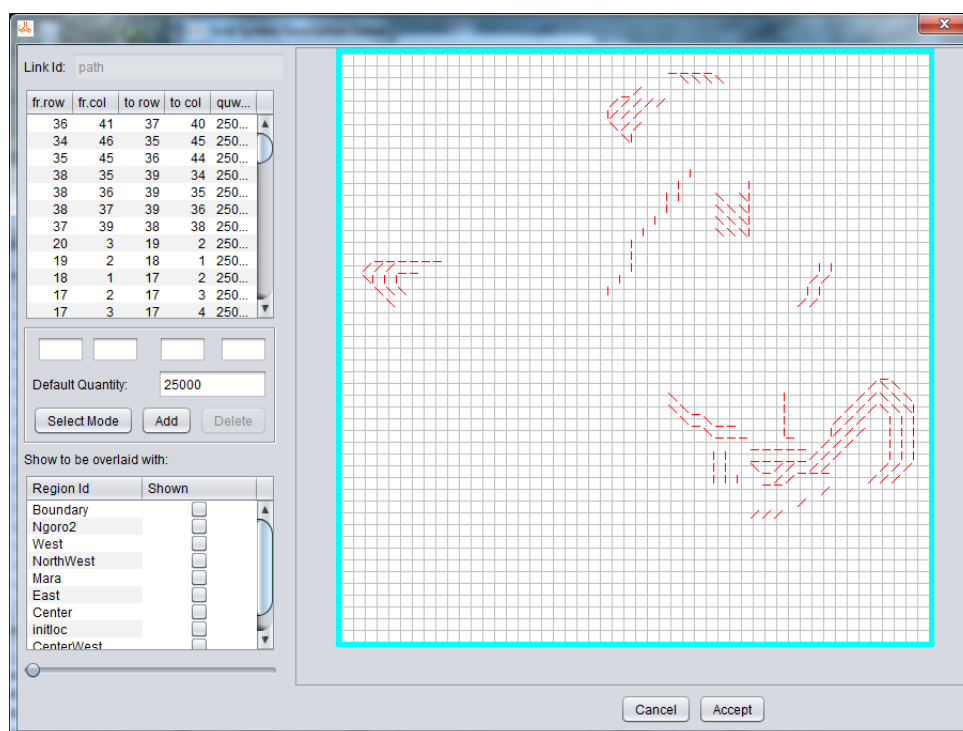 Link Id: path
fr.row fr.col to row to col quw...
36 41 37 40 250...
34 46 35 45 250...
35 45 36 44 250...
38 35 39 34 250...
38 36 39 35 250...
38 37 39 36 250...
37 39 38 38 250...
20 3 19 2 250...
19 2 18 1 250...
18 1 17 2 250...
17 2 17 3 250...
17 3 17 4 250...
Default Quantity: 25000
Select Mode Add Delete
Show to be overlaid with:
Region Id Shown
Boundary
Ngoro2
West
NorthWest
Mara
East
Center
initloc
CenterWest
Cancel Accept